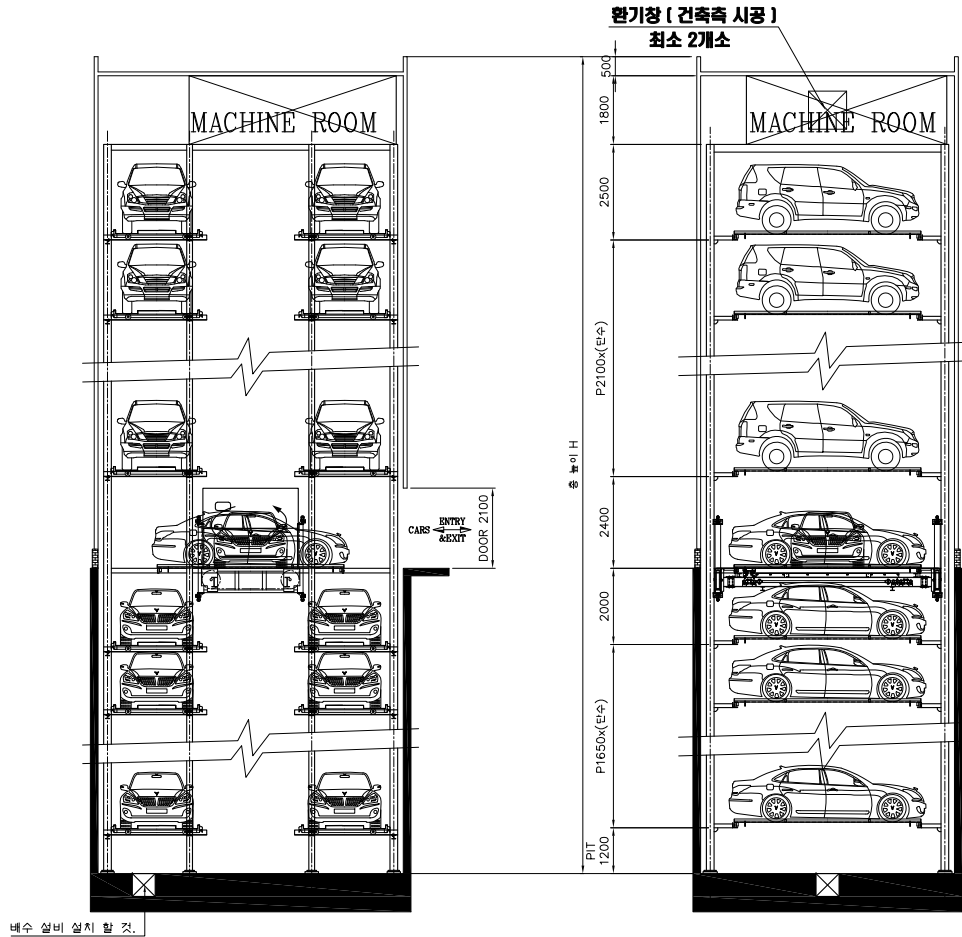 환기창 ( 건축측 시공 )
최소 2개소
500
1800
MACHINE ROOM
MACHINE ROOM
2500
P2100x(단수)
총 높이 H
2400
CARS
ENTRY
&EXIT
DOOR 2100
2000
P1650x(단수)
PIT
1200
배수 설비 설치 할 것.